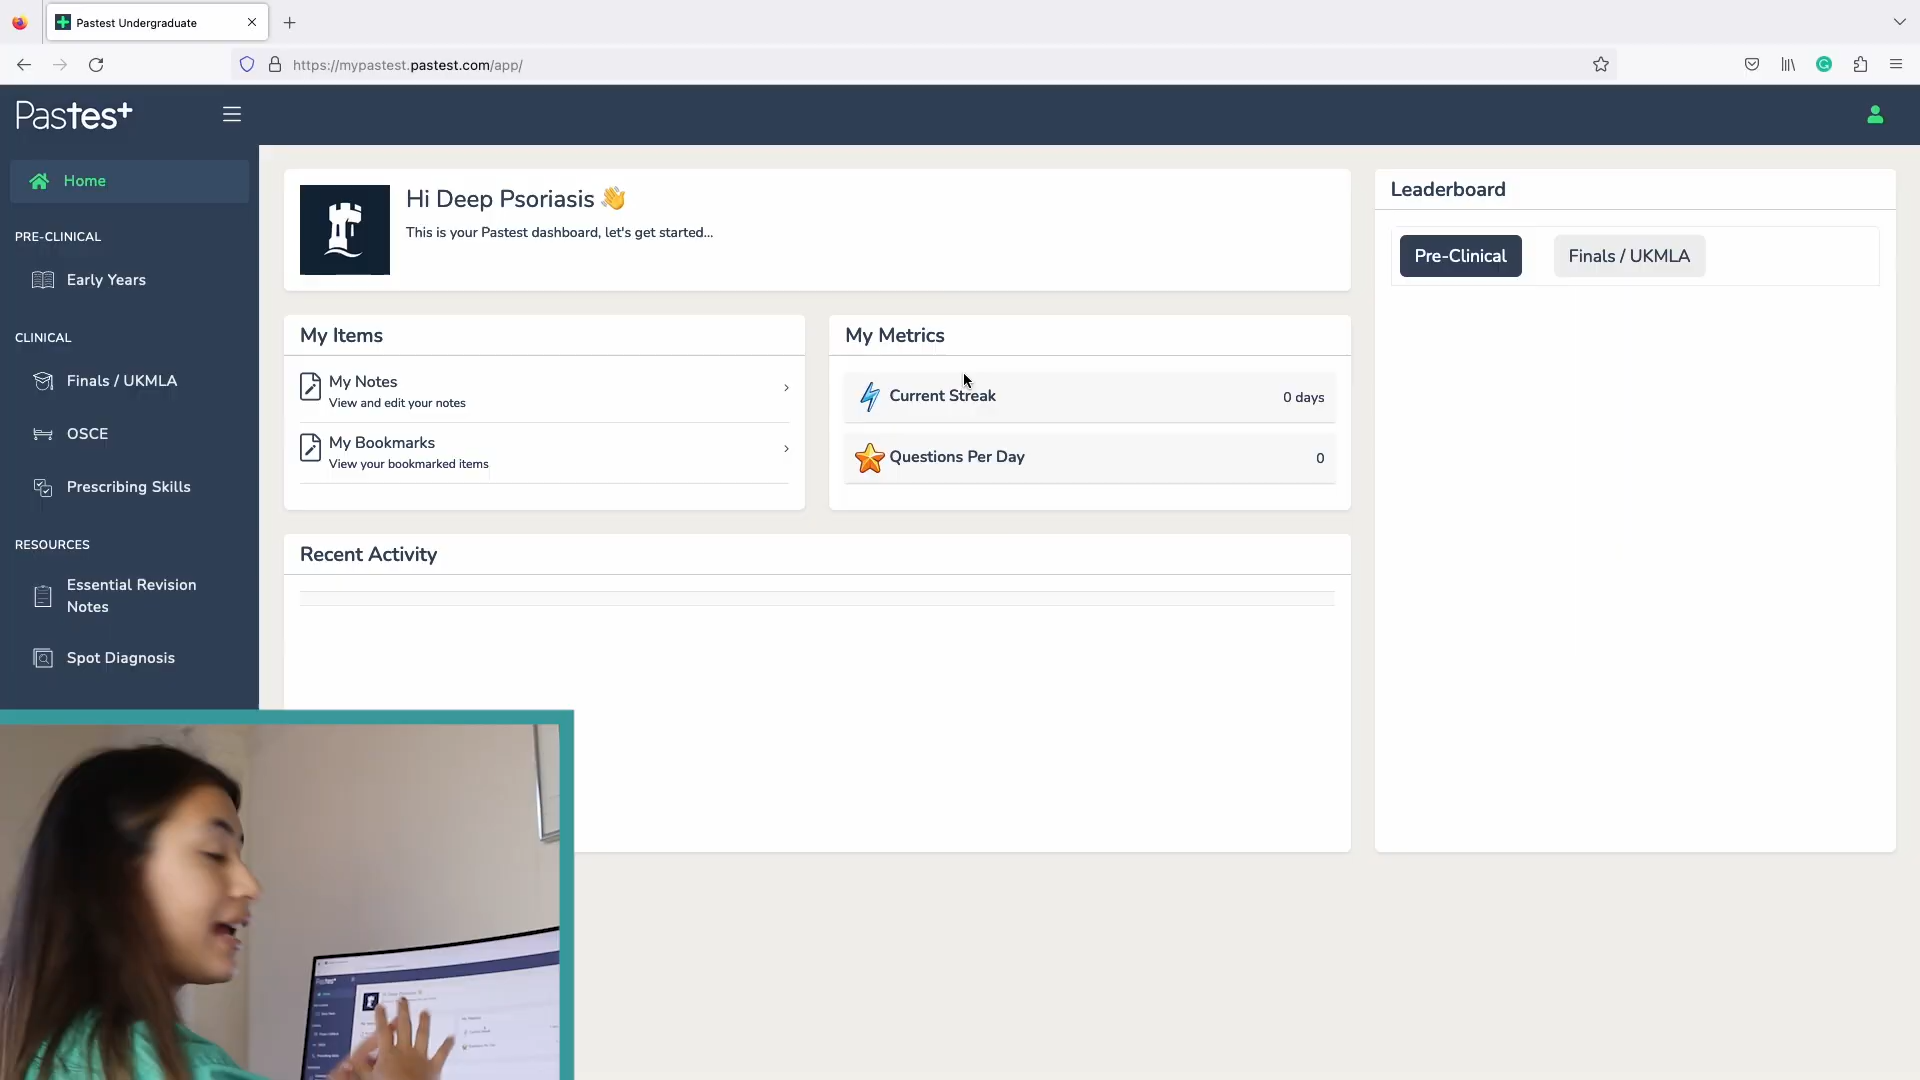 Pastest Undergraduate
https://mypastest.pastest.com/app/
Pastest
Home
PRE-CLINICAL
Early Years
CLINICAL
Finals / UKMLA
OSCE
Prescribing Skills
RESOURCES
Essential Revision
Notes
Spot Diagnosis
Hi Deep Psoriasis 👋
This is your Pastest dashboard, let's get started...
My Items
My Notes
View and edit your notes
My Bookmarks
View your bookmarked items
My Metrics
Current Streak
0 days
Questions Per Day
0
Recent Activity
Leaderboard
Pre-Clinical
Finals / UKMLA